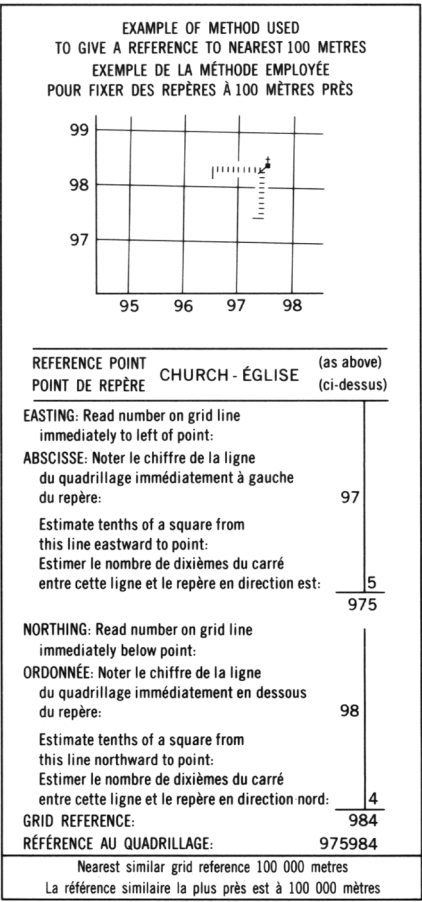 EXAMPLE OF METHOD USED
TO GIVE A REFERENCE TO NEAREST 100 METRES
EXEMPLE DE LA MÉTHODE EMPLOYÉE
POUR FIXER DES REPÈRES À 100 MÈTRES PRÈS
99
98
97
95 96 97 98
REFERENCE POINT
POINT DE REPÈRE
CHURCH - ÉGLISE
(as above)
(ci-dessus)
EASTING: Read number on grid line
immediately to left of point:
ABSCISSE: Noter le chiffre de la ligne
du quadrillage immédiatement à gauche
du repère: 97
Estimate tenths of a square from
this line eastward to point:
Estimer le nombre de dixièmes du carré
entre cette ligne et le repère en direction est: 5
975
NORTHING: Read number on grid line
immediately below point:
ORDONNÉE: Noter le chiffre de la ligne
du quadrillage immédiatement en dessous
du repère: 98
Estimate tenths of a square from
this line northward to point:
Estimer le nombre de dixièmes du carré
entre cette ligne et le repère en direction nord: 4
GRID REFERENCE: 984
RÉFÉRENCE AU QUADRILLAGE: 975984
Nearest similar grid reference 100 000 metres
La référence similaire la plus près est à 100 000 mètres